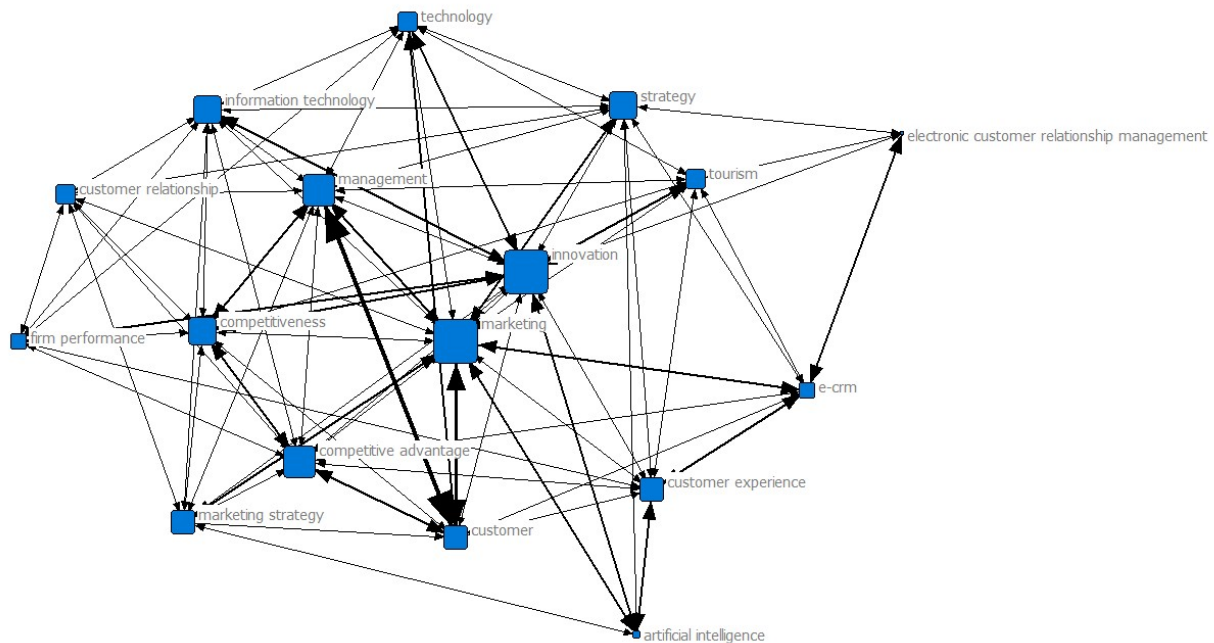 technology
information technology
strategy
electronic customer relationship management
tourism
management
customer relationship
innovation
competitiveness
marketing
firm performance
e-crm
competitive advantage
customer experience
marketing strategy
customer
artificial intelligence